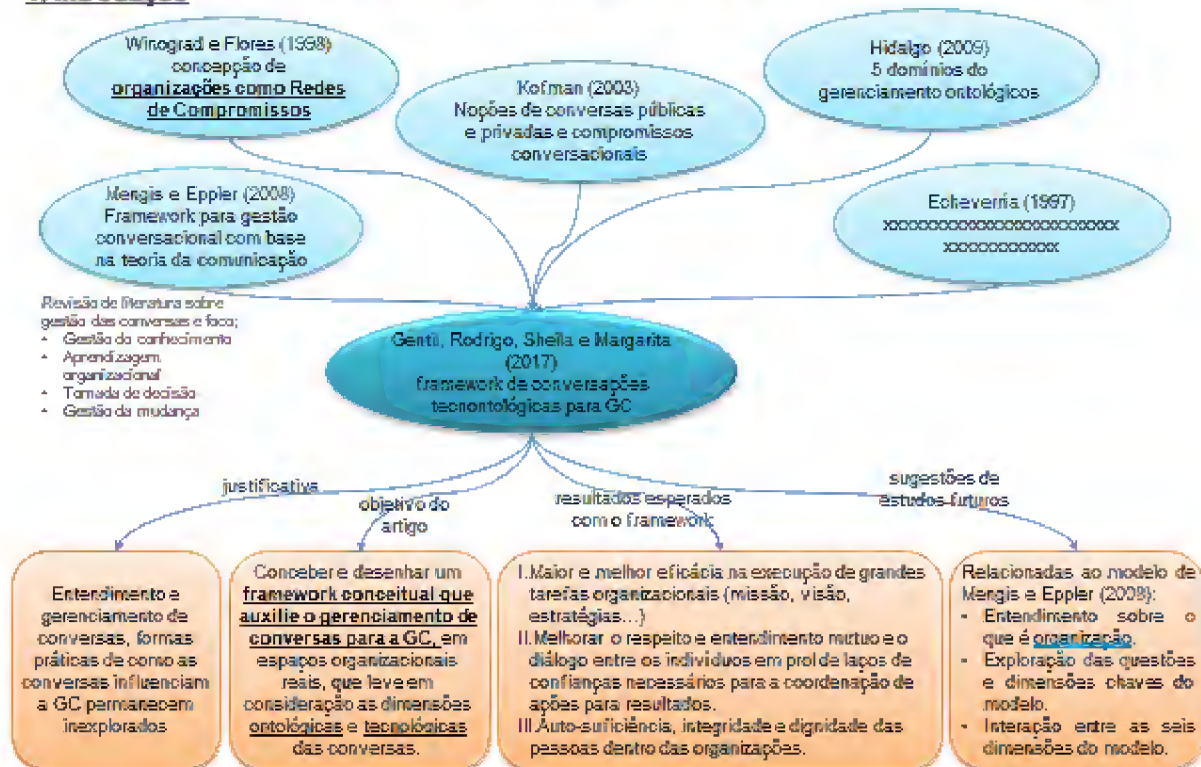 Winograd e Flores (1998)
concepção de
organizações como Redes
de Compromissos
Kofman (2003)
Noções de conversas públicas
e privadas e compromissos
conversacionais
Hidalgo (2009)
5 domínios do
gerenciamento ontológicos
Mengis e Eppler (2008)
Framework para gestão
conversacional com base
na teoria da comunicação
Echeverria (1997)
xxxxxxxxxxxxxxxxxxxxxxxxxx
xxxxxxxxxxxxx
Revisão de literatura sobre
gestão das conversas e foco;
• Gestão do conhecimento
• Aprendizagem
organizacional
• Tomada de decisão
• Gestão da mudança
Gentil, Rodrigo, Sheila e Margarita
(2017)
framework de conversações
tecnontológicas para GC
justificativa
objetivo do
artigo
resultados esperados
com o framework
sugestões de
estudos futuros
Entendimento e
gerenciamento de
conversas, formas
práticas de como as
conversas influenciam
a GC permanecem
inexplorados
Conceber e desenhar um
framework conceitual que
auxilie o gerenciamento de
conversas para a GC, em
espaços organizacionais
reais, que leve em
consideração as dimensões
ontológicas e tecnológicas
das conversas.
I. Maior e melhor eficácia na execução de grandes
tarefas organizacionais (missão, visão,
estratégias...)
II. Melhorar o respeito e entendimento mutuo e o
diálogo entre os indivíduos em prol de laços de
confianças necessários para a coordenação de
ações para resultados.
III. Auto-suficiência, integridade e dignidade das
pessoas dentro das organizações.
Relacionadas ao modelo de
Mengis e Eppler (2008):
- Entendimento sobre o
que é organização.
- Exploração das questões
e dimensões chaves do
modelo.
- Interação entre as seis
dimensões do modelo.